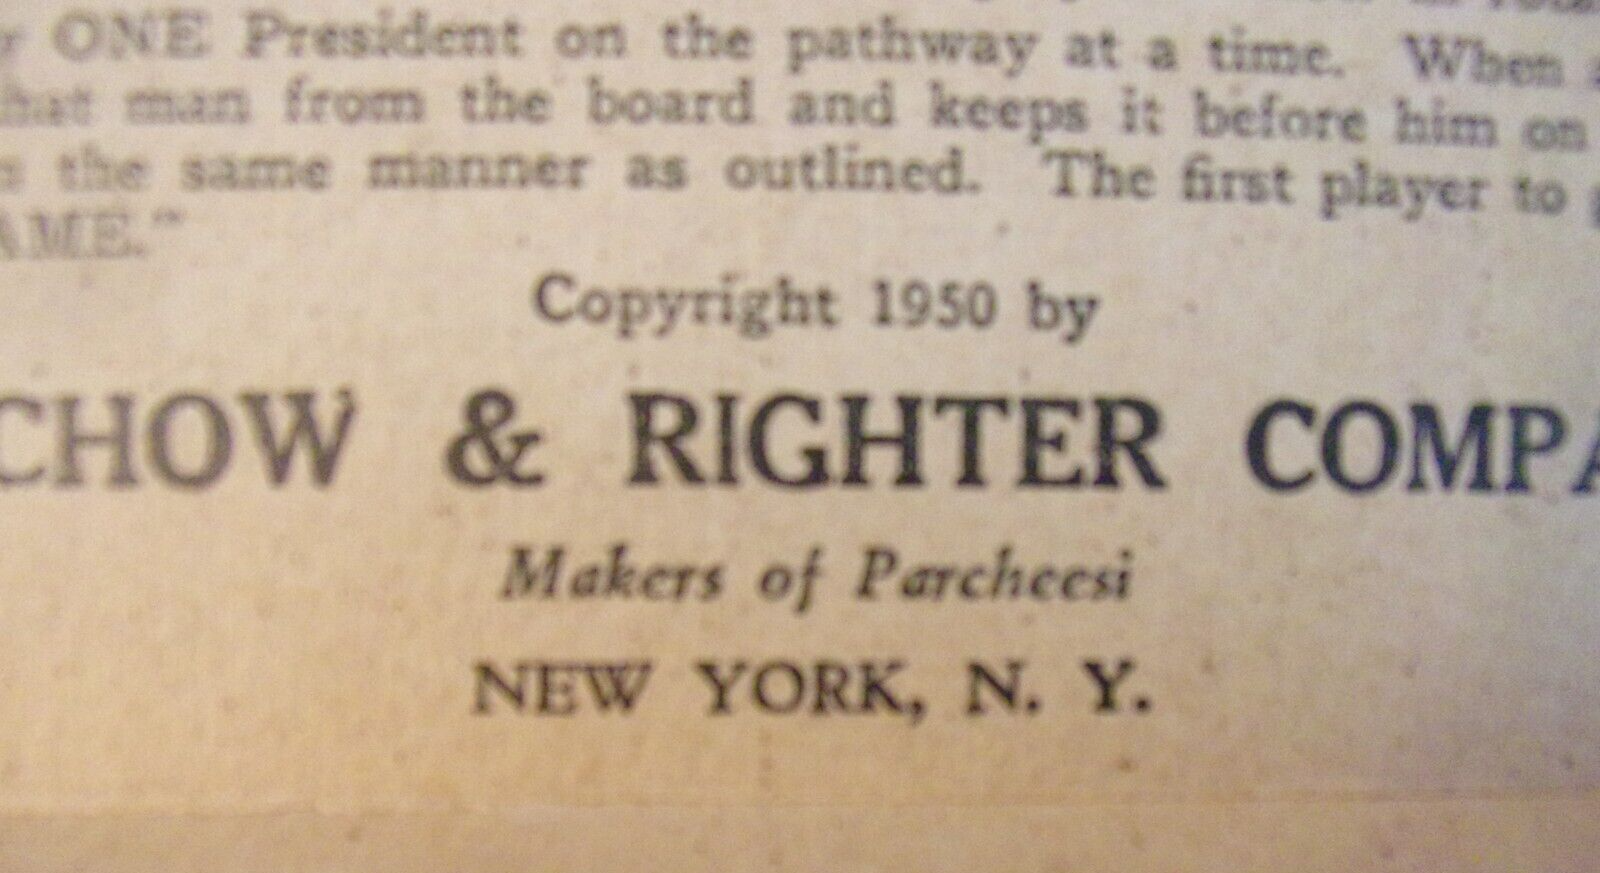 ONE President on the pathway at a time. When
man from the board and keeps it before him on
the same manner as outlined. The first player to
AME."
Copyright 1950 by
CHOW & RIGHTER COMPA
Makers of Parcheesi
NEW YORK, N. Y.